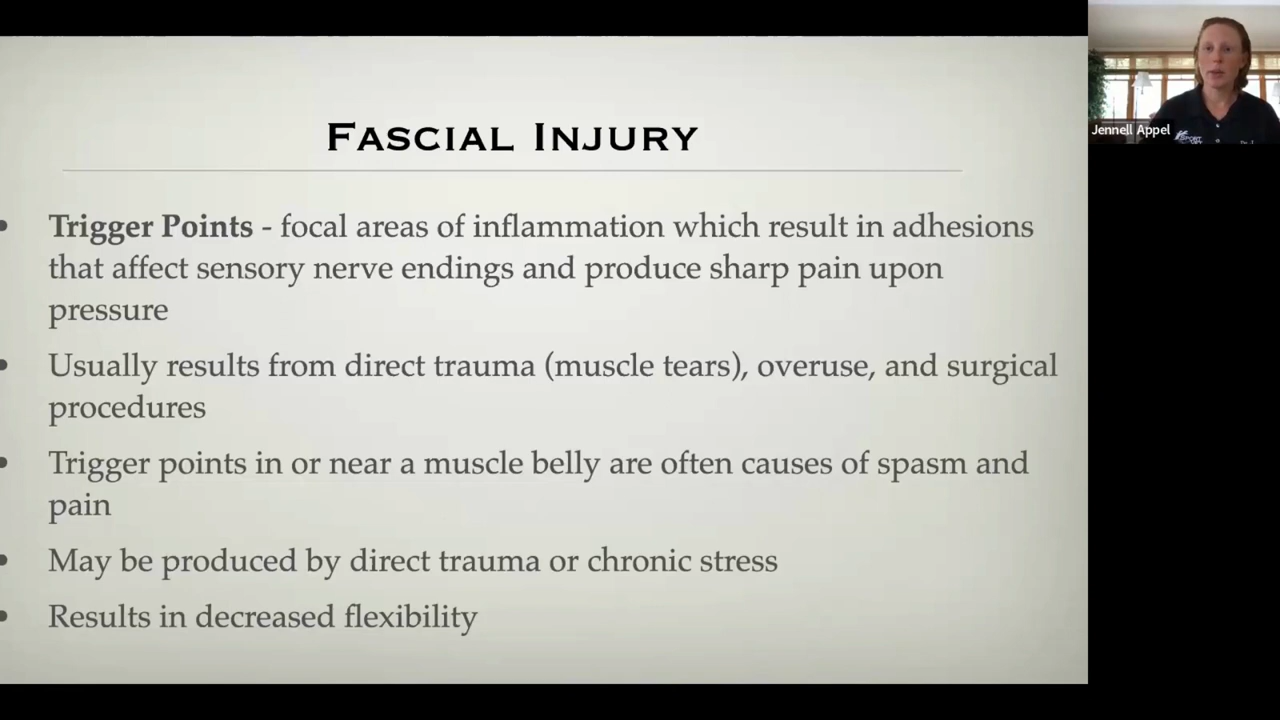 Fascial Injury
• Trigger Points - focal areas of inflammation which result in adhesions
that affect sensory nerve endings and produce sharp pain upon
pressure
• Usually results from direct trauma (muscle tears), overuse, and surgical
procedures
• Trigger points in or near a muscle belly are often causes of spasm and
pain
• May be produced by direct trauma or chronic stress
• Results in decreased flexibility
Jennell Appel
SPORT